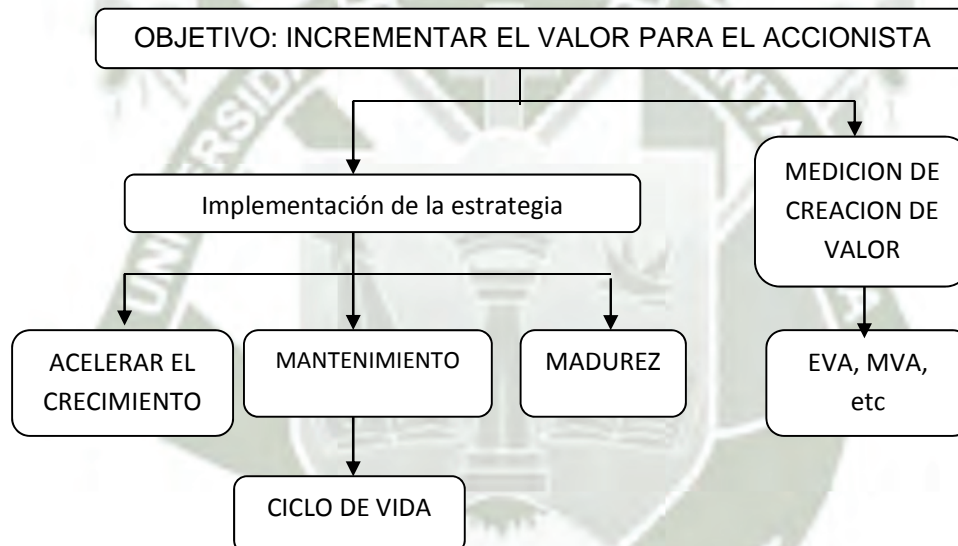 OBJETIVO: INCREMENTAR EL VALOR PARA EL ACCIONISTA
Implementación de la estrategia
MEDICION DE
CREACION DE
VALOR
ACELERAR EL
CRECIMIENTO
MANTENIMIENTO
MADUREZ
EVA, MVA,
etc
CICLO DE VIDA